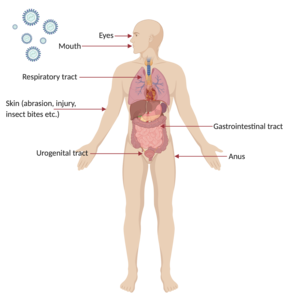 Eyes
Mouth
Respiratory tract
Skin (abrasion, injury,
insect bites etc.)
Gastrointestinal tract
Urogenital tract
Anus